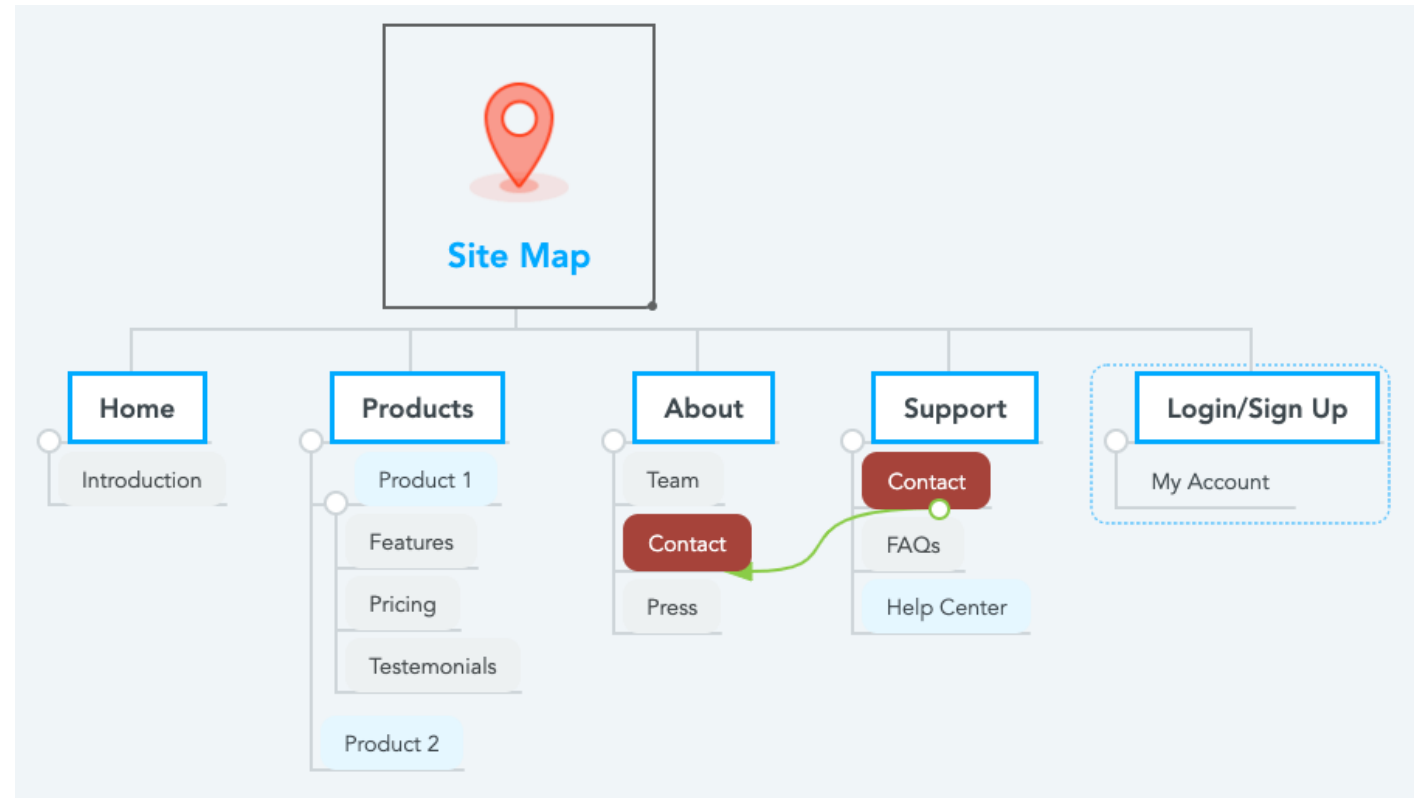 Site Map
Home
Products
About
Support
Login/Sign Up
Introduction
Product 1
Features
Pricing
Testemonials
Product 2
Team
Contact
Press
Contact
FAQs
Help Center
My Account